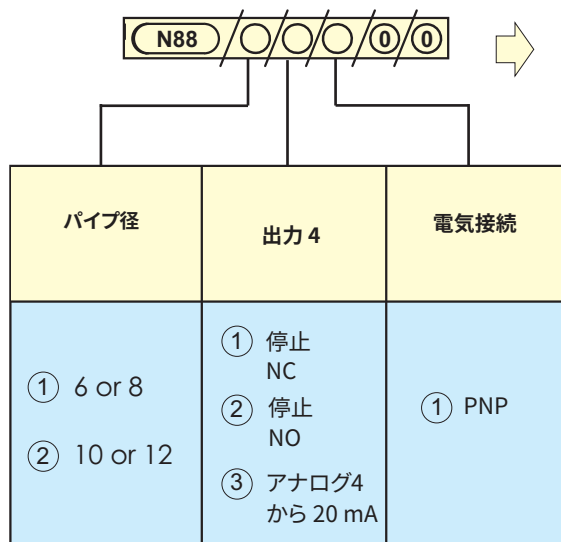 N88 / ○ / ○ / ○ / 0 / 0
パイプ径
出力 4
電気接続
① 6 or 8
② 10 or 12
① 停止
NC
② 停止
NO
③ アナログ4
から 20 mA
① PNP